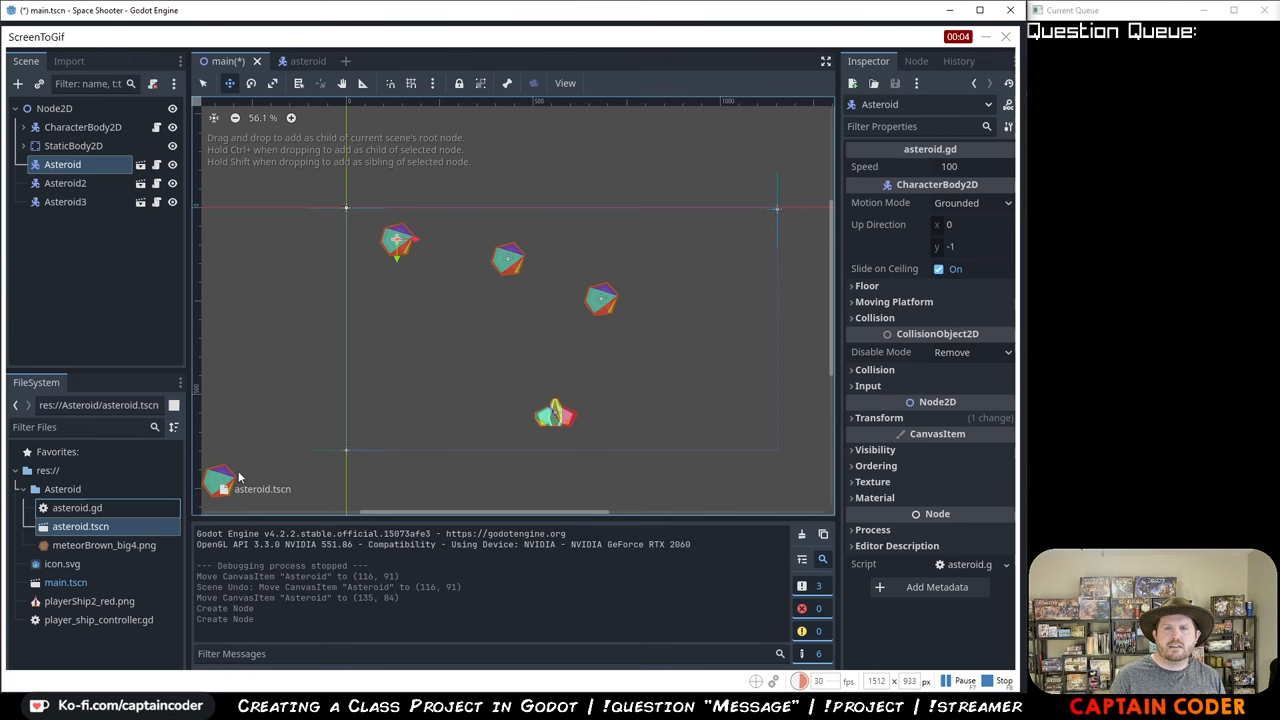 (*) main.tscn - Space Shooter - Godot Engine
Current Queue
ScreenToGif
00:04
Question Queue:
Scene
Import
main(*)
asteroid
Inspector
Node
History
Filter: name, t:t
View
Asteroid
Filter Properties
Node2D
CharacterBody2D
StaticBody2D
Asteroid
Asteroid2
Asteroid3
0
500
1000
0
500
56.1 %
Drag and drop to add as child of current scene's root node.
Hold Ctrl+ when dropping to add as child of selected node.
Hold Shift when dropping to add as sibling of selected node.
asteroid.tscn
asteroid.gd
Speed
100
CharacterBody2D
Motion Mode
Grounded
Up Direction
x 0
y -1
Slide on Ceiling
On
Floor
Moving Platform
Collision
CollisionObject2D
Disable Mode
Remove
Collision
Input
Node2D
Transform
(1 change)
CanvasItem
Visibility
Ordering
Texture
Material
Node
Process
Editor Description
Script
asteroid.g
Add Metadata
FileSystem
res://Asteroid/asteroid.tscn
Filter Files
Favorites:
res://
Asteroid
asteroid.gd
asteroid.tscn
meteorBrown_big4.png
icon.svg
main.tscn
playerShip2_red.png
player_ship_controller.gd
Godot Engine v4.2.2.stable.official.15073afe3 - https://godotengine.org
OpenGL API 3.3.0 NVIDIA 551.86 - Compatibility - Using Device: NVIDIA - NVIDIA GeForce RTX 2060
--- Debugging process stopped ---
Move CanvasItem "Asteroid" to (116, 91)
Scene Undo: Move CanvasItem "Asteroid" to (116, 91)
Move CanvasItem "Asteroid" to (135, 84)
Create Node
Create Node
3
0
0
6
Filter Messages
30 fps
1512 x 933 px
Pause
F7
Stop
F8
Ko-fi.com/captaincoder
Creating a Class Project in Godot | !question "Message" | !project | !streamer
CAPTAIN CODER